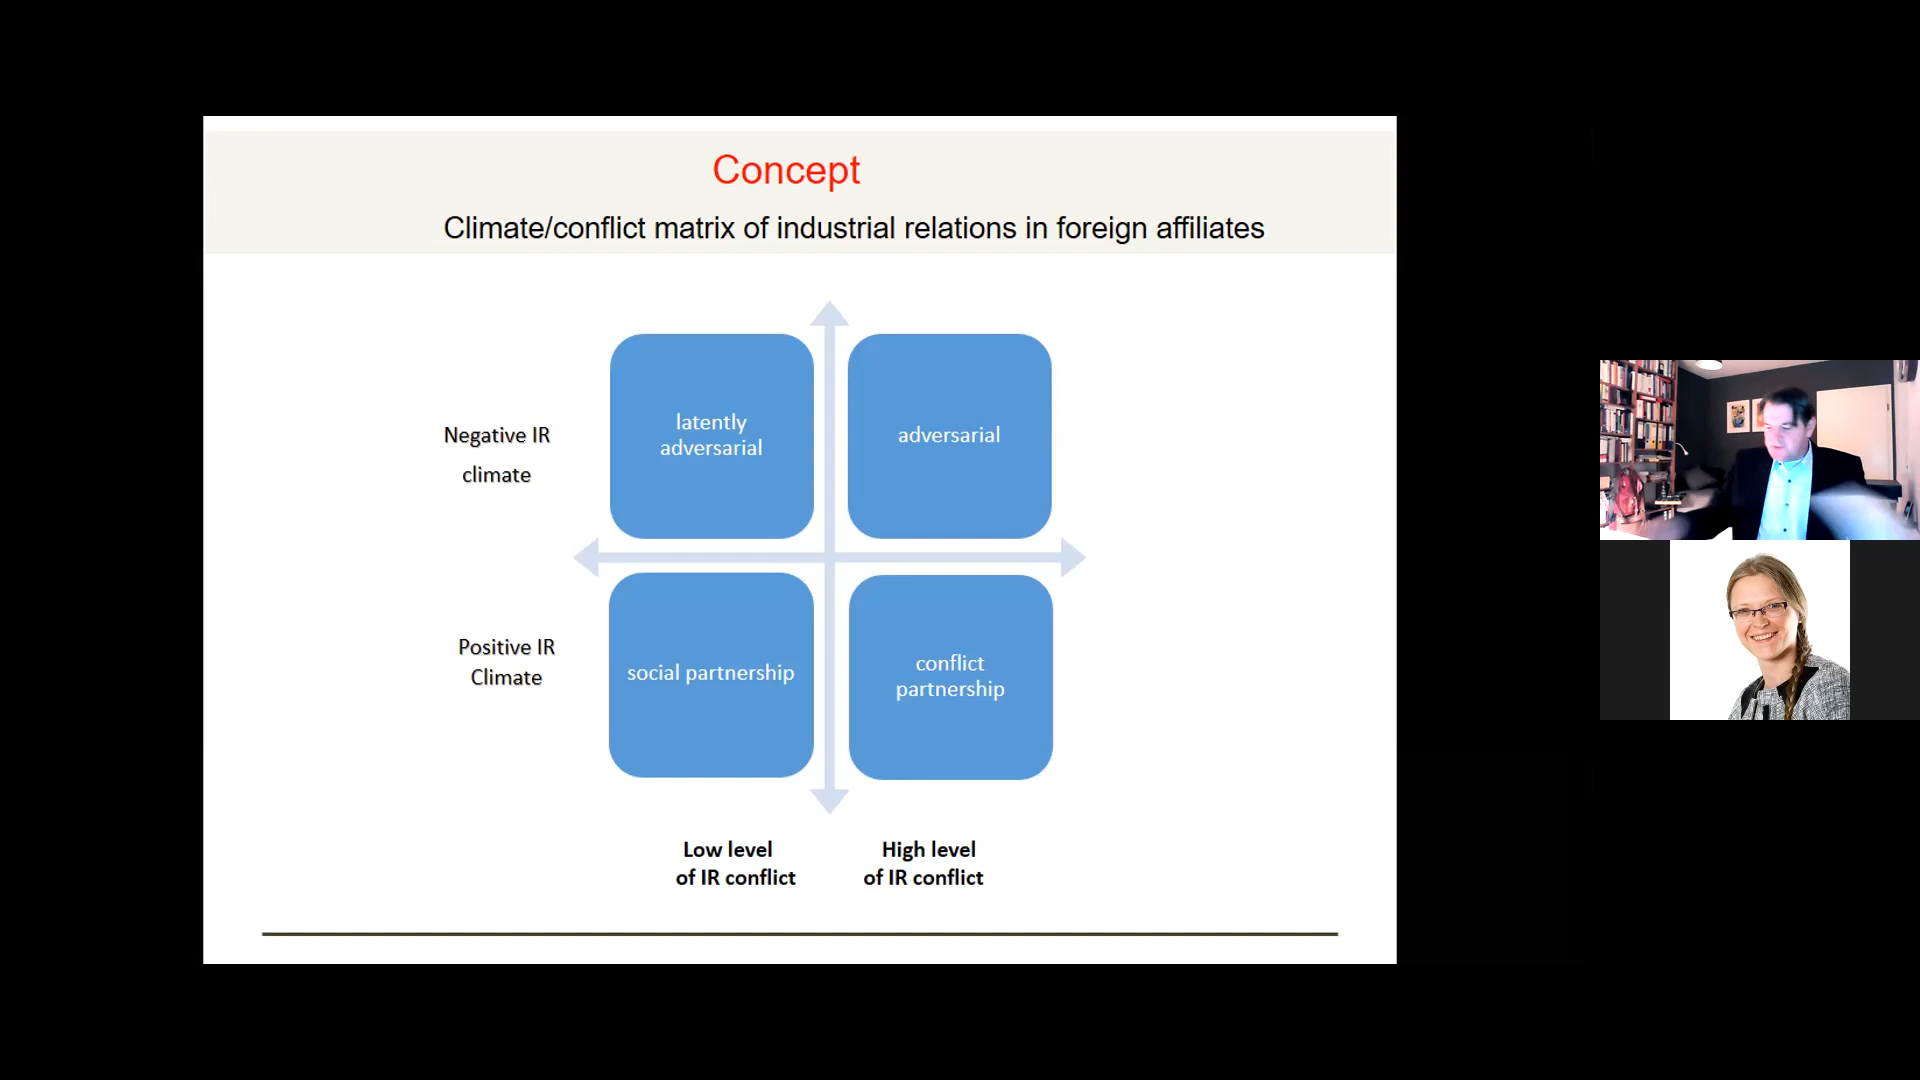 Concept
Climate/conflict matrix of industrial relations in foreign affiliates
Negative IR
climate
latently
adversarial
adversarial
Positive IR
Climate
social partnership
conflict
partnership
Low level
of IR conflict
High level
of IR conflict